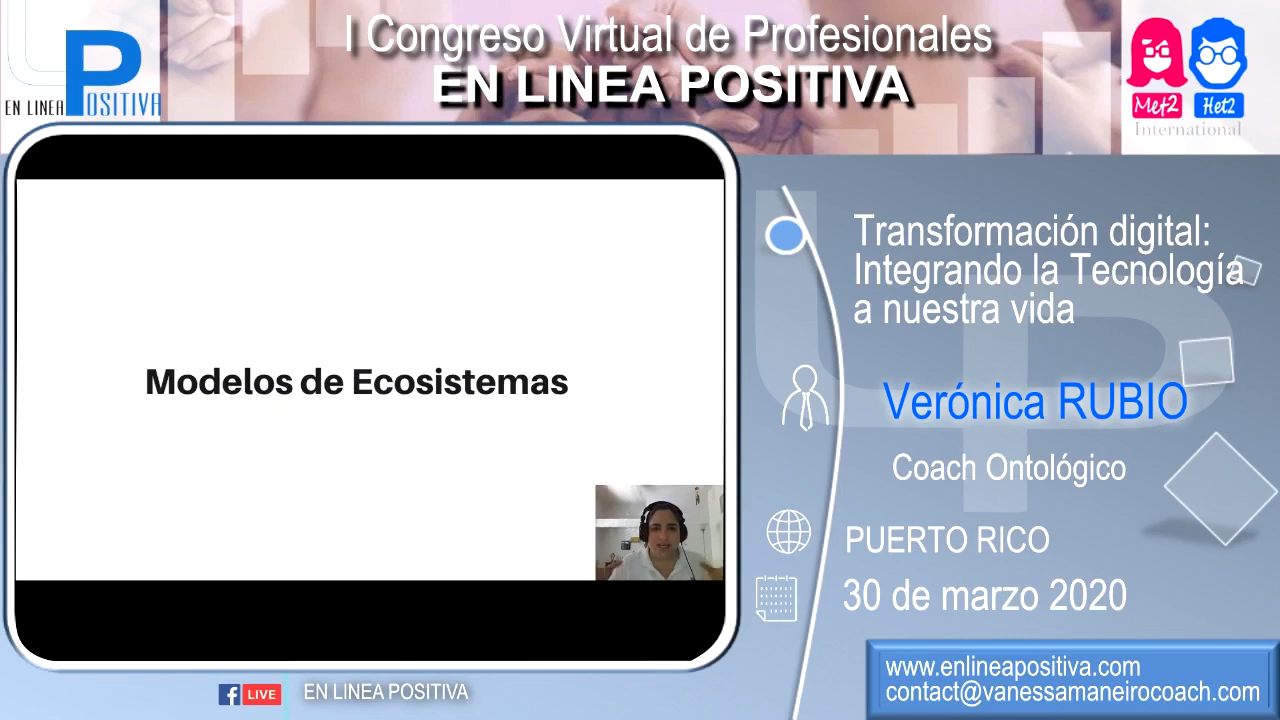 I Congreso Virtual de Profesionales
EN LINEA POSITIVA
EN LINEA POSITIVA
Met2
Het2
International
Modelos de Ecosistemas
Transformación digital:
Integrando la Tecnología
a nuestra vida
Verónica RUBIO
Coach Ontológico
PUERTO RICO
30 de marzo 2020
www.enlineapositiva.com
contact@vanessamaneirocoach.com
f LIVE
EN LINEA POSITIVA